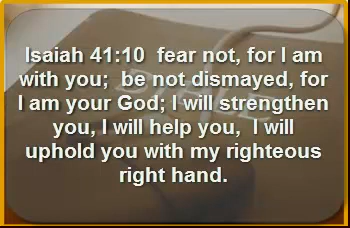 Isaiah 41:10  fear not, for I am
with you;  be not dismayed, for
I am your God; I will strengthen
you, I will help you,  I will
uphold you with my righteous
right hand.
BIBLE